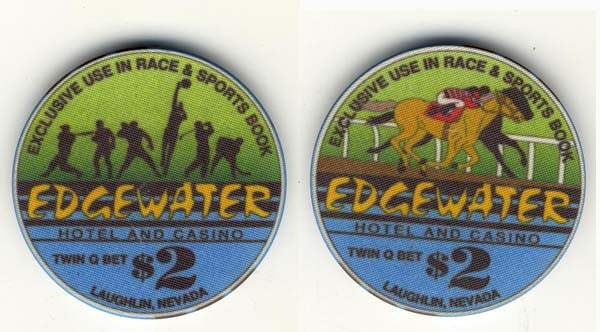 EXCLUSIVE USE IN RACE & SPORTS BOOK
EDGEWATER
HOTEL AND CASINO
TWIN Q BET $2
LAUGHLIN, NEVADA
EXCLUSIVE USE IN RACE & SPORTS BOOK
EDGEWATER
HOTEL AND CASINO
TWIN Q BET $2
LAUGHLIN, NEVADA